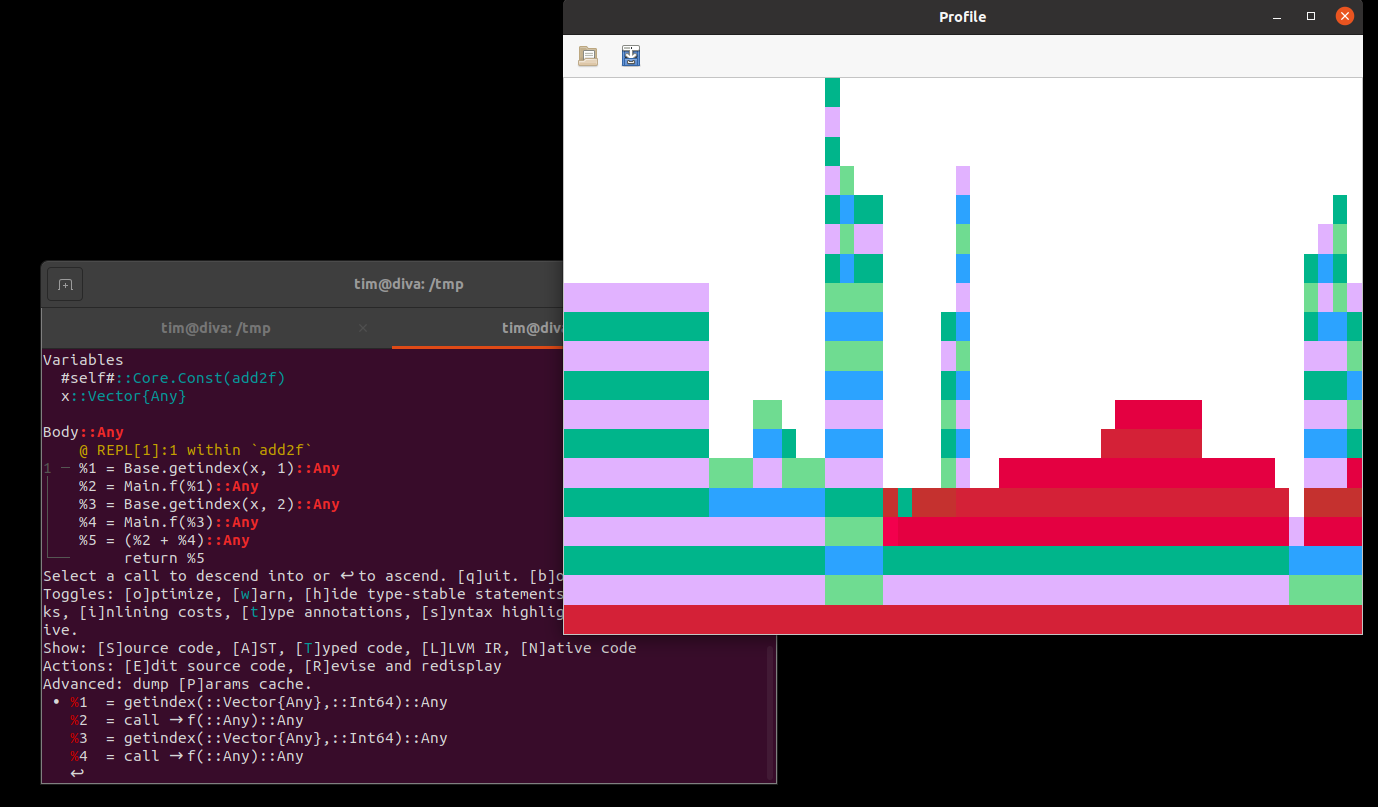 Profile
tim@diva: /tmp
tim@diva: /tmp × tim@div
Variables
#self#::Core.Const(add2f)
x::Vector{Any}
Body::Any
@ REPL[1]:1 within `add2f`
1 ─ %1 = Base.getindex(x, 1)::Any
│ %2 = Main.f(%1)::Any
│ %3 = Base.getindex(x, 2)::Any
│ %4 = Main.f(%3)::Any
│ %5 = (%2 + %4)::Any
└── return %5
Select a call to descend into or ↩ to ascend. [q]uit. [b]o
Toggles: [o]ptimize, [w]arn, [h]ide type-stable statements
ks, [i]nlining costs, [t]ype annotations, [s]yntax highlig
ive.
Show: [S]ource code, [A]ST, [T]yped code, [L]LVM IR, [N]ative code
Actions: [E]dit source code, [R]evise and redisplay
Advanced: dump [P]arams cache.
• %1 = getindex(::Vector{Any},::Int64)::Any
%2 = call → f(::Any)::Any
%3 = getindex(::Vector{Any},::Int64)::Any
%4 = call → f(::Any)::Any
↩